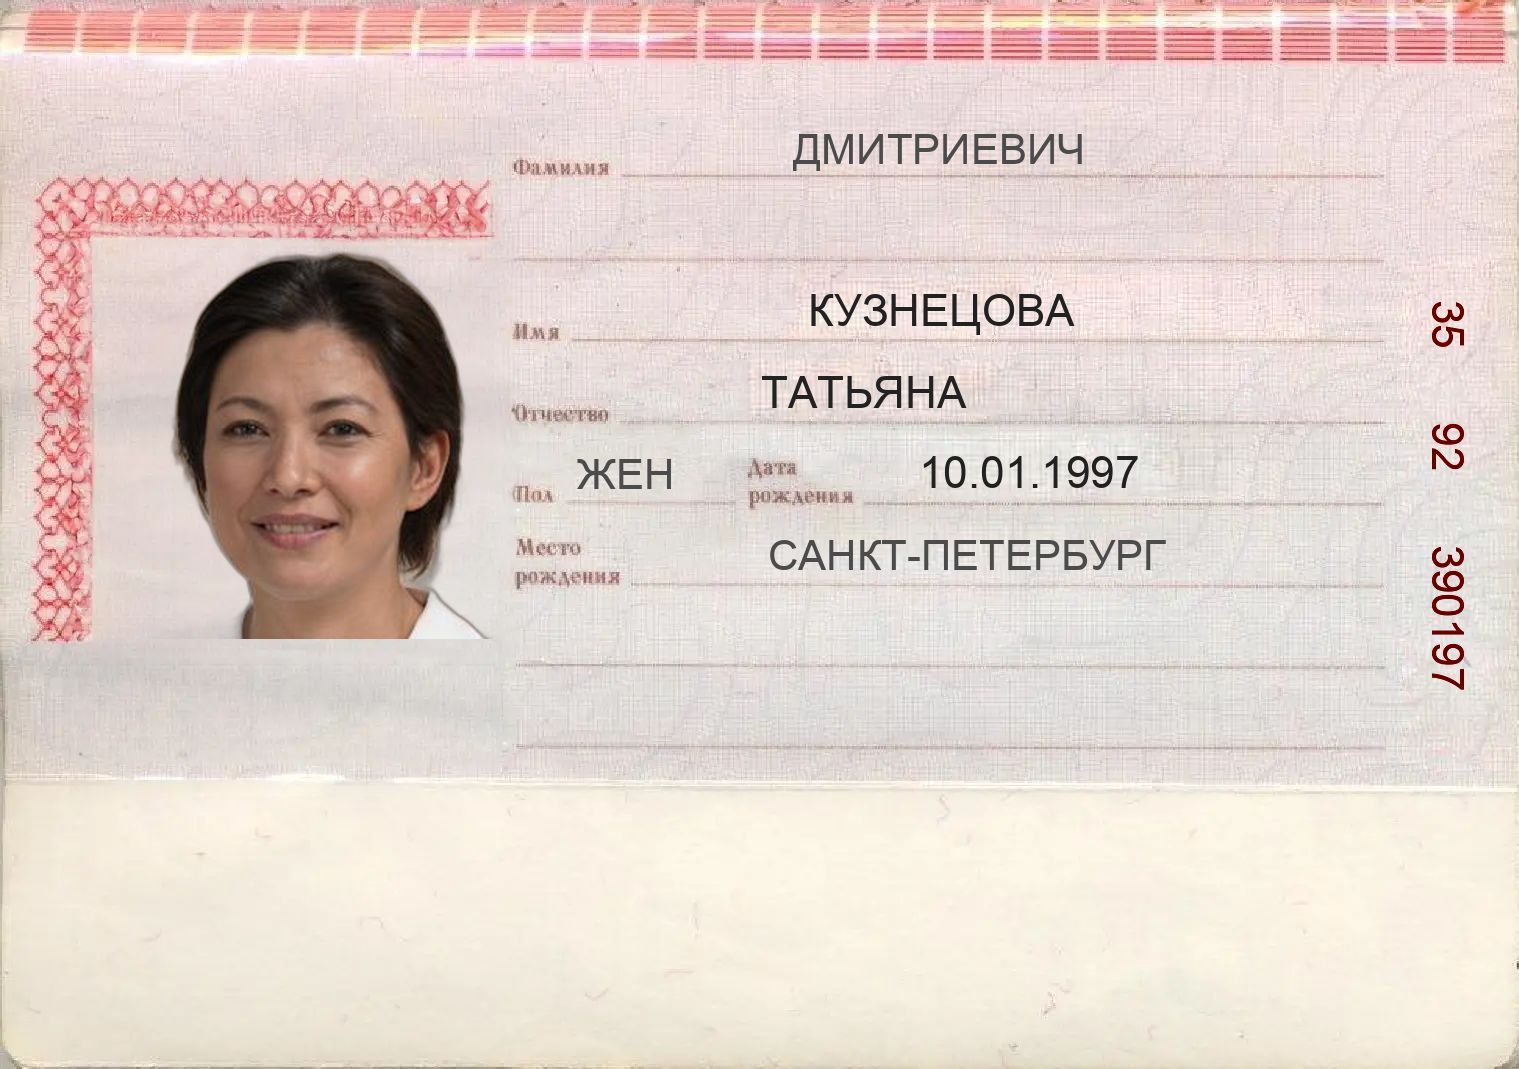 Фамилия ДМИТРИЕВИЧ
Имя КУЗНЕЦОВА
Отчество ТАТЬЯНА
Пол ЖЕН Дата рождения 10.01.1997
Место рождения САНКТ-ПЕТЕРБУРГ
35 92 390197